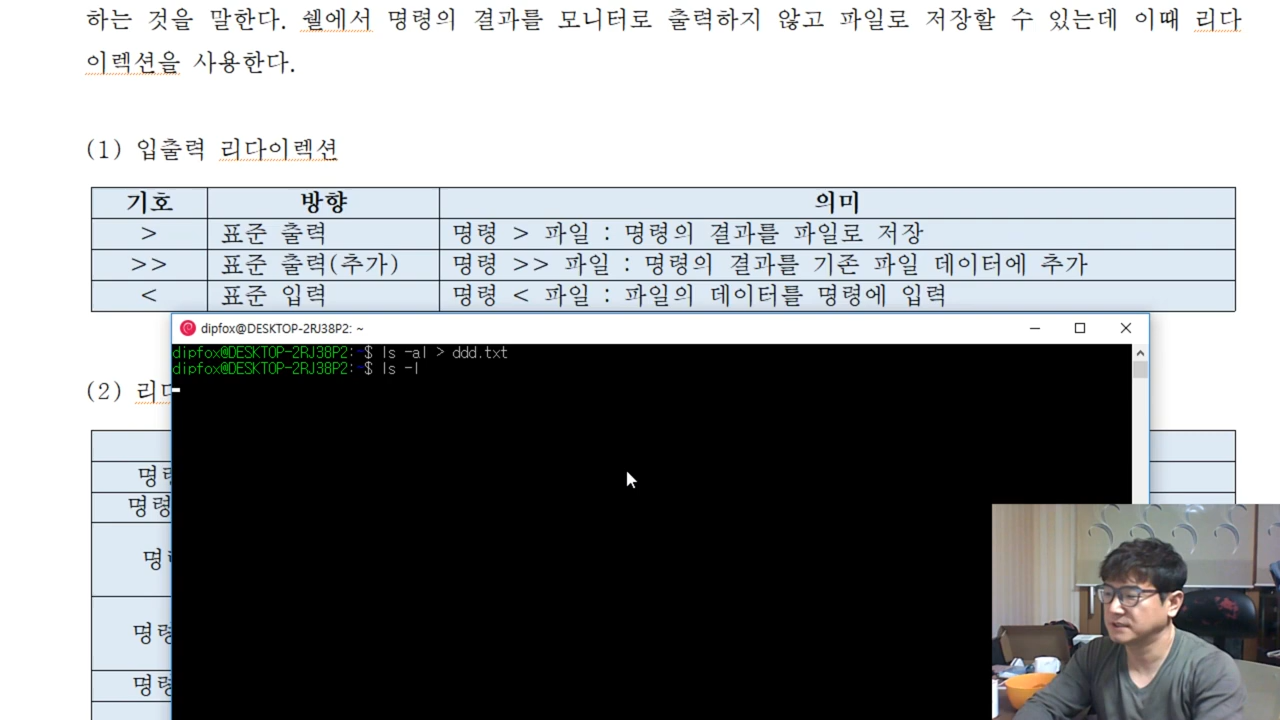 하는 것을 말한다. 쉘에서 명령의 결과를 모니터로 출력하지 않고 파일로 저장할 수 있는데 이때 리다
이렉션을 사용한다.
(1) 입출력 리다이렉션
기호 방향 의미
> 표준 출력 명령 > 파일 : 명령의 결과를 파일로 저장
>> 표준 출력(추가) 명령 >> 파일 : 명령의 결과를 기존 파일 데이터에 추가
< 표준 입력 명령 < 파일 : 파일의 데이터를 명령에 입력
dipfox@DESKTOP-2RJ38P2: ~
dipfox@DESKTOP-2RJ38P2:~$ ls -al > ddd.txt
dipfox@DESKTOP-2RJ38P2:~$ ls -l
(2)